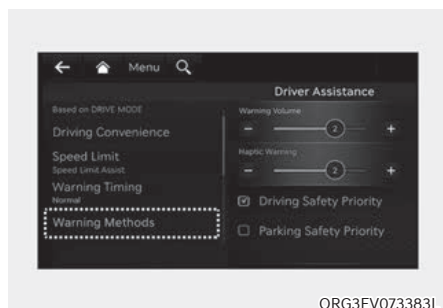 Menu
Driver Assistance
Based on DRIVE MODE
Driving Convenience
Speed Limit
Speed Limit Assist
Warning Timing
Normal
Warning Methods
Warning Volume
- 2 +
Haptic Warning
- 2 +
Driving Safety Priority
Parking Safety Priority
ORG3EV073383L